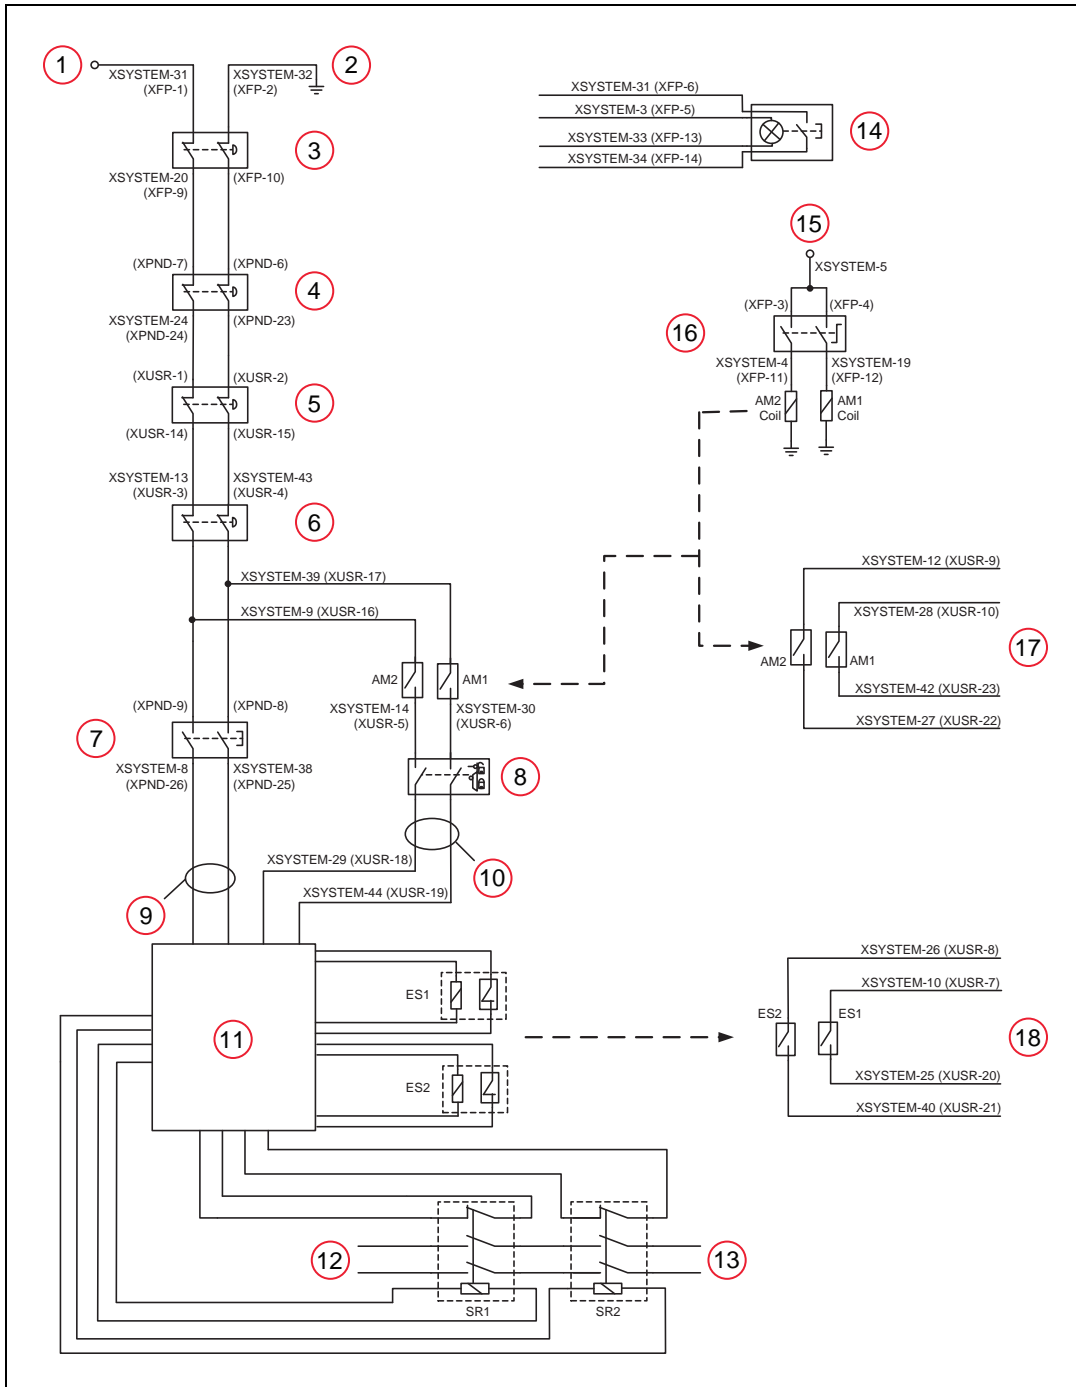 1
XSYSTEM-31
(XFP-1)
XSYSTEM-32
(XFP-2)
2
3
XSYSTEM-20
(XFP-9)
(XFP-10)
(XPND-7)
(XPND-6)
4
XSYSTEM-24
(XPND-24)
(XPND-23)
(XUSR-1)
(XUSR-2)
5
(XUSR-14)
(XUSR-15)
XSYSTEM-13
(XUSR-3)
XSYSTEM-43
(XUSR-4)
6
XSYSTEM-39 (XUSR-17)
XSYSTEM-9 (XUSR-16)
AM2
AM1
XSYSTEM-14
(XUSR-5)
XSYSTEM-30
(XUSR-6)
(XPND-9)
(XPND-8)
7
XSYSTEM-8
(XPND-26)
XSYSTEM-38
(XPND-25)
8
XSYSTEM-29 (XUSR-18)
10
XSYSTEM-44 (XUSR-19)
9
11
ES1
ES2
12
13
SR1
SR2
XSYSTEM-31 (XFP-6)
XSYSTEM-3 (XFP-5)
XSYSTEM-33 (XFP-13)
XSYSTEM-34 (XFP-14)
14
15
XSYSTEM-5
(XFP-3)
(XFP-4)
16
XSYSTEM-4
(XFP-11)
XSYSTEM-19
(XFP-12)
AM2
Coil
AM1
Coil
XSYSTEM-12 (XUSR-9)
XSYSTEM-28 (XUSR-10)
17
AM2
AM1
XSYSTEM-42 (XUSR-23)
XSYSTEM-27 (XUSR-22)
XSYSTEM-26 (XUSR-8)
XSYSTEM-10 (XUSR-7)
ES2
ES1
18
XSYSTEM-25 (XUSR-20)
XSYSTEM-40 (XUSR-21)